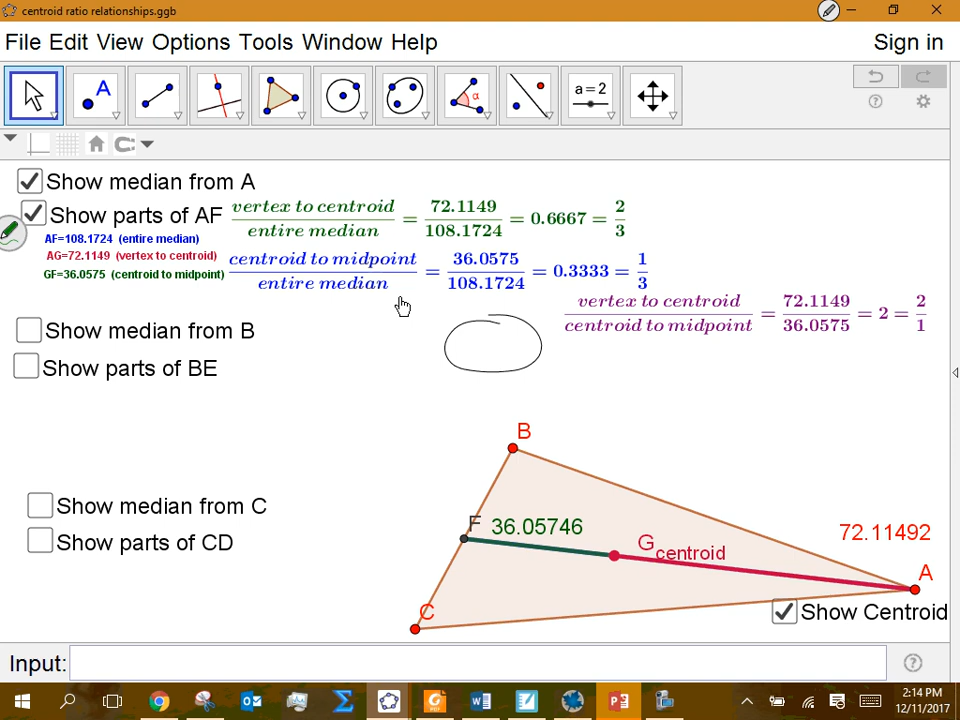 centroid ratio relationships.ggb
File Edit View Options Tools Window Help
Sign in
A
α
a = 2
Show median from A
Show parts of AF
AF=108.1724 (entire median)
AG=72.1149 (vertex to centroid)
GF=36.0575 (centroid to midpoint)
vertex to centroid / entire median = 72.1149 / 108.1724 = 0.6667 = 2 / 3
centroid to midpoint / entire median = 36.0575 / 108.1724 = 0.3333 = 1 / 3
vertex to centroid / centroid to midpoint = 72.1149 / 36.0575 = 2 = 2 / 1
Show median from B
Show parts of BE
B
Show median from C
Show parts of CD
F 36.05746
G centroid
72.11492
A
C
Show Centroid
Input:
2:14 PM
12/11/2017